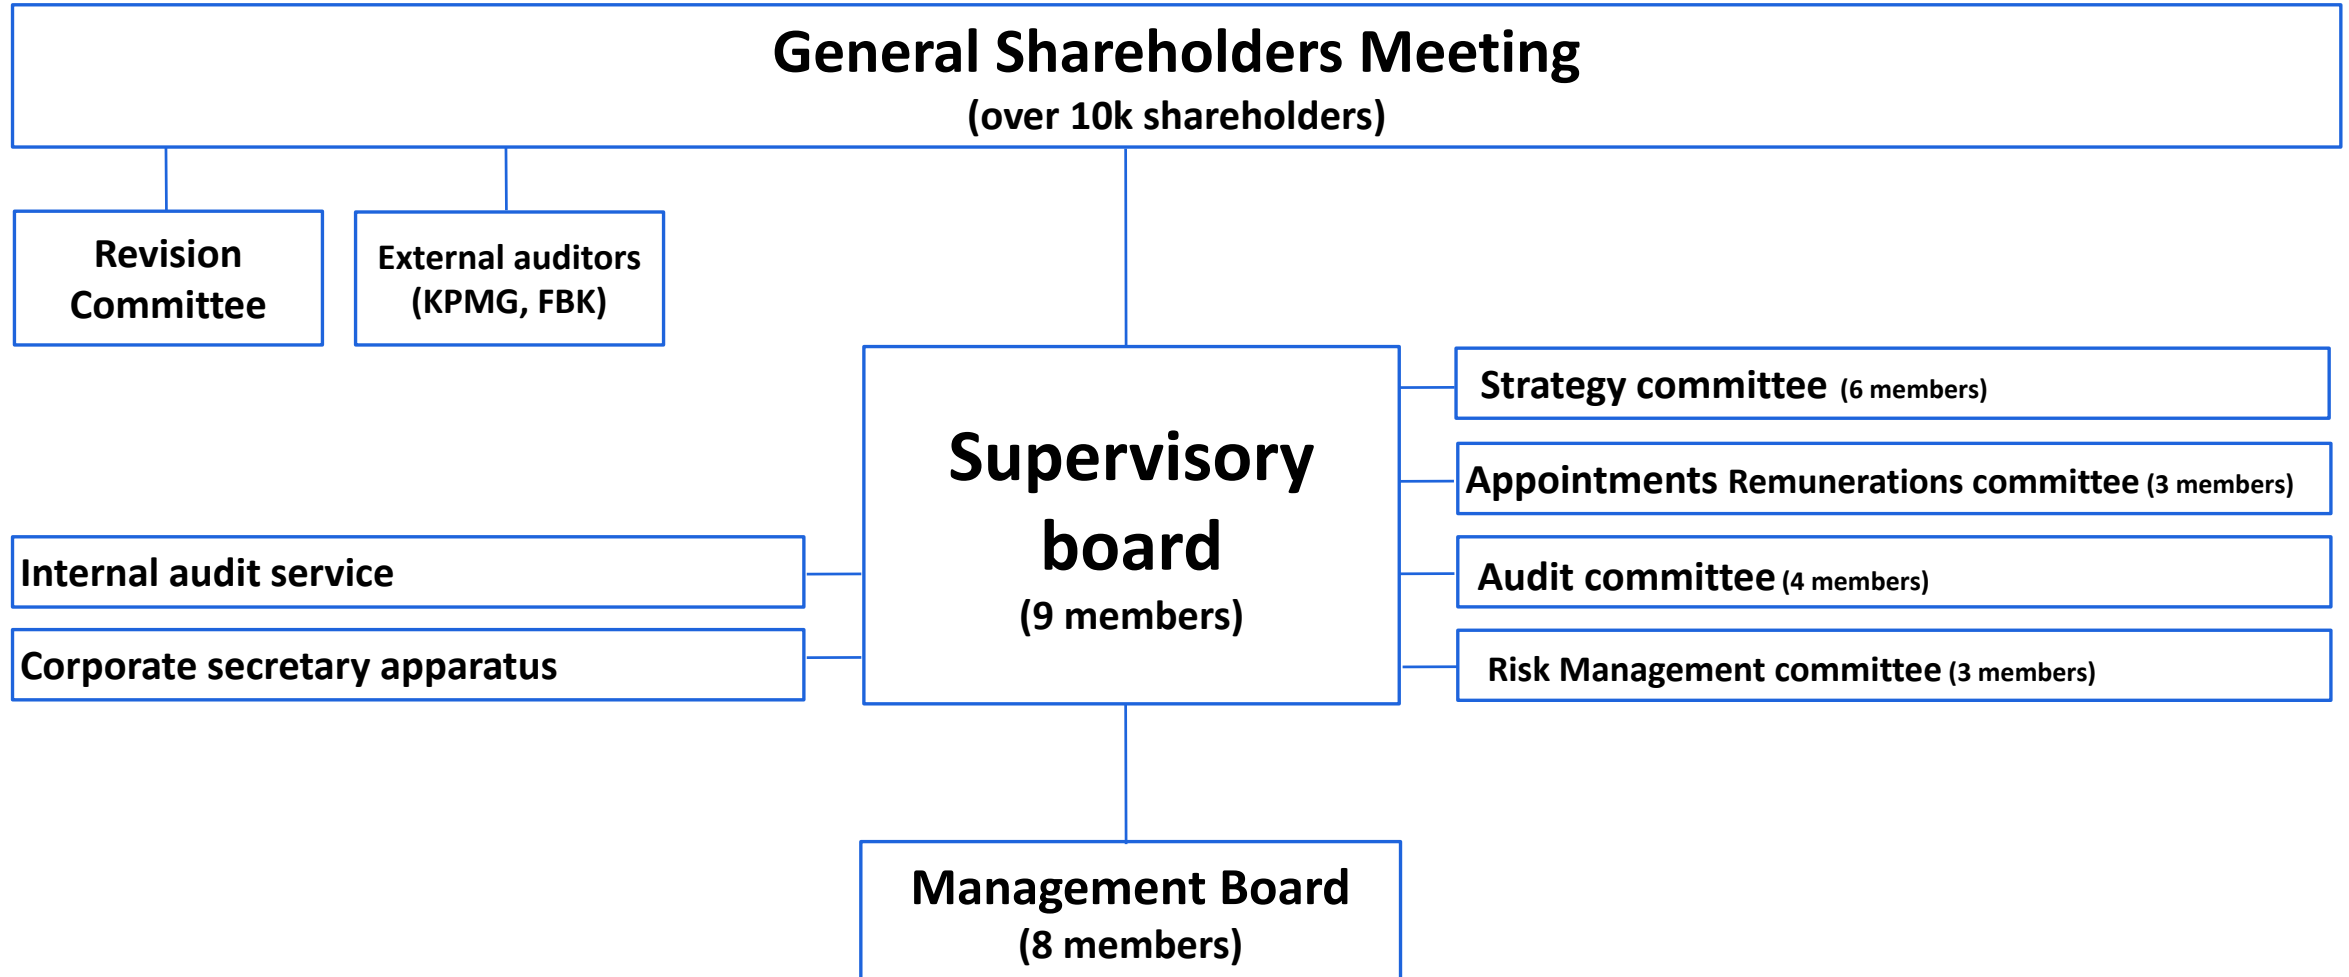 General Shareholders Meeting
(over 10k shareholders)
Revision
Committee
External auditors
(KPMG, FBK)
Supervisory
board
(9 members)
Strategy committee (6 members)
Appointments Remunerations committee (3 members)
Audit committee (4 members)
Risk Management committee (3 members)
Internal audit service
Corporate secretary apparatus
Management Board
(8 members)